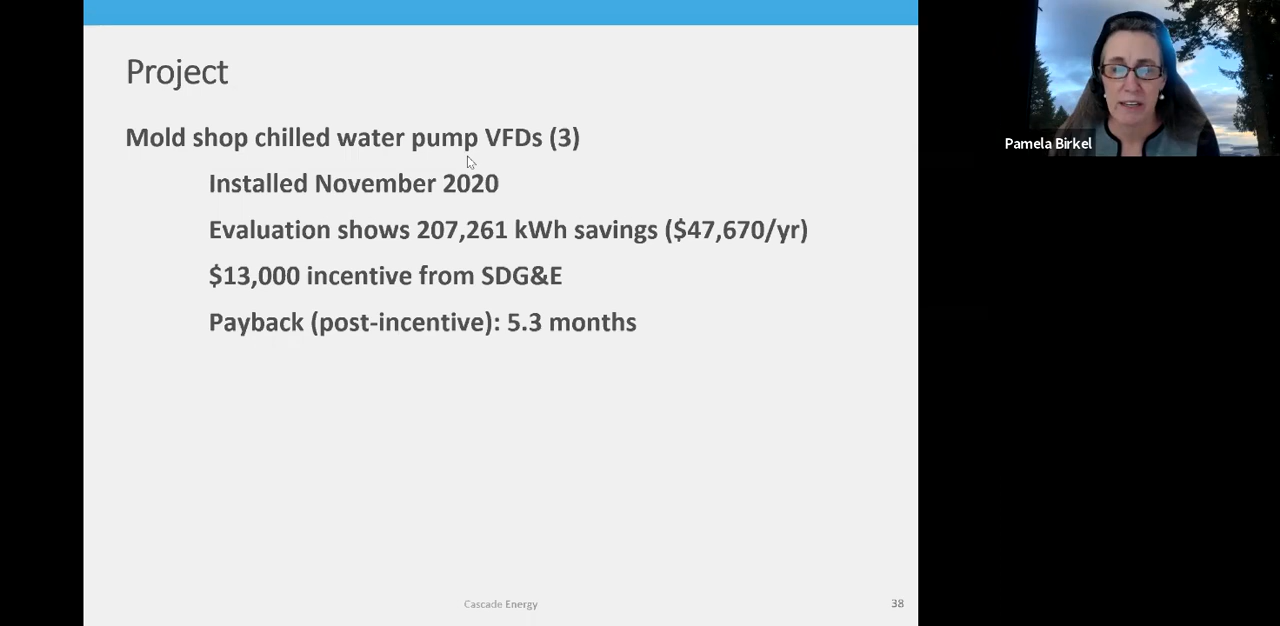 Project
Mold shop chilled water pump VFDs (3)
Installed November 2020
Evaluation shows 207,261 kWh savings ($47,670/yr)
$13,000 incentive from SDG&E
Payback (post-incentive): 5.3 months
Cascade Energy
38
Pamela Birkel